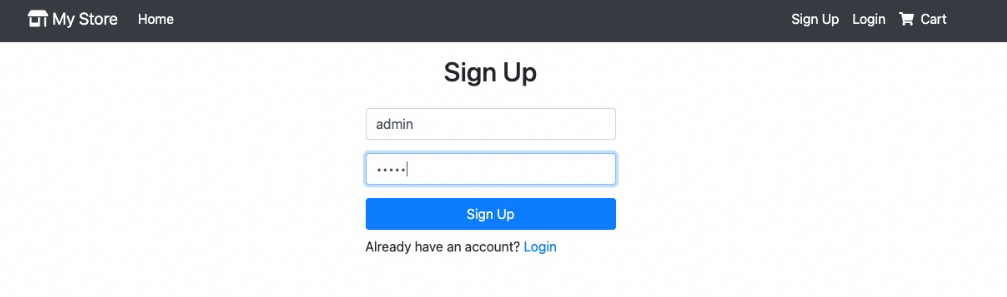 My Store Home Sign Up Login Cart
Sign Up
admin
•••••
Sign Up
Already have an account? Login